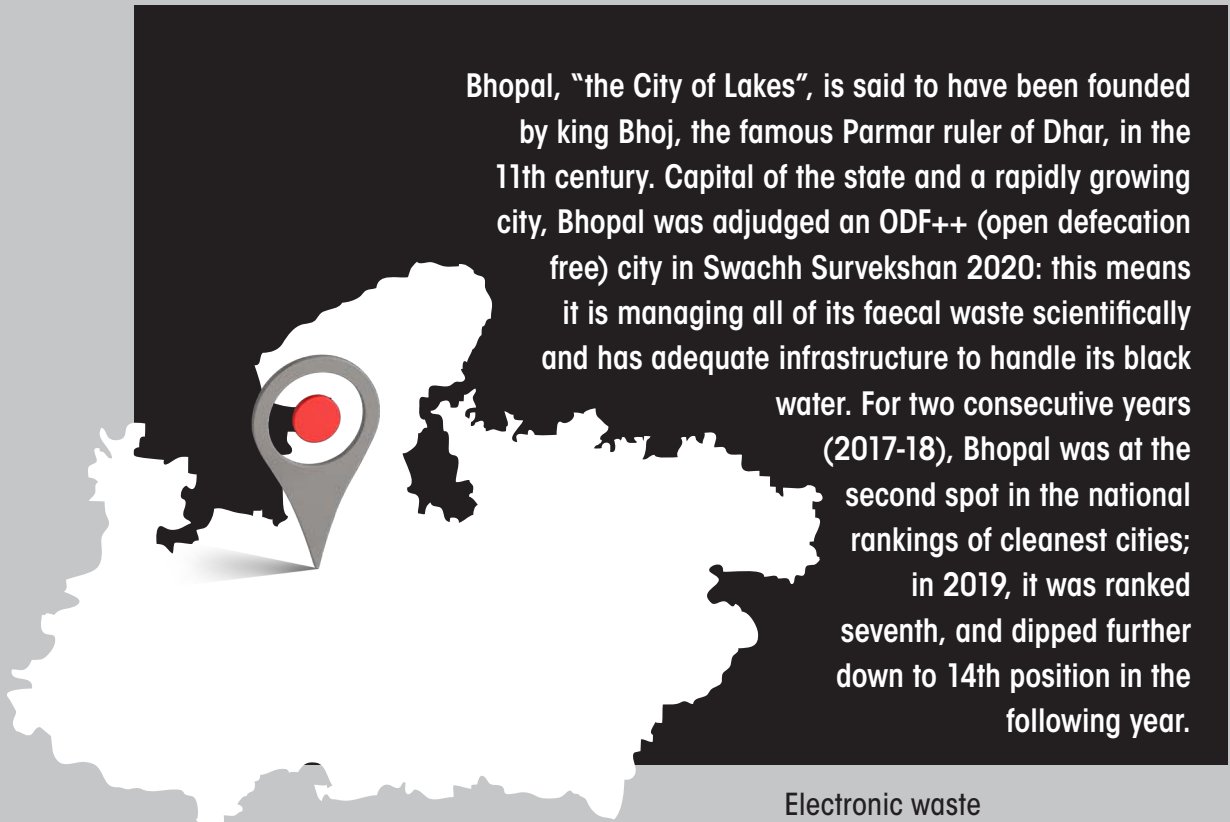 Bhopal, “the City of Lakes”, is said to have been founded
by king Bhoj, the famous Parmar ruler of Dhar, in the
11th century. Capital of the state and a rapidly growing
city, Bhopal was adjudged an ODF++ (open defecation
free) city in Swachh Survekshan 2020: this means
it is managing all of its faecal waste scientifically
and has adequate infrastructure to handle its black
water. For two consecutive years
(2017-18), Bhopal was at the
second spot in the national
rankings of cleanest cities;
in 2019, it was ranked
seventh, and dipped further
down to 14th position in the
following year.
Electronic waste